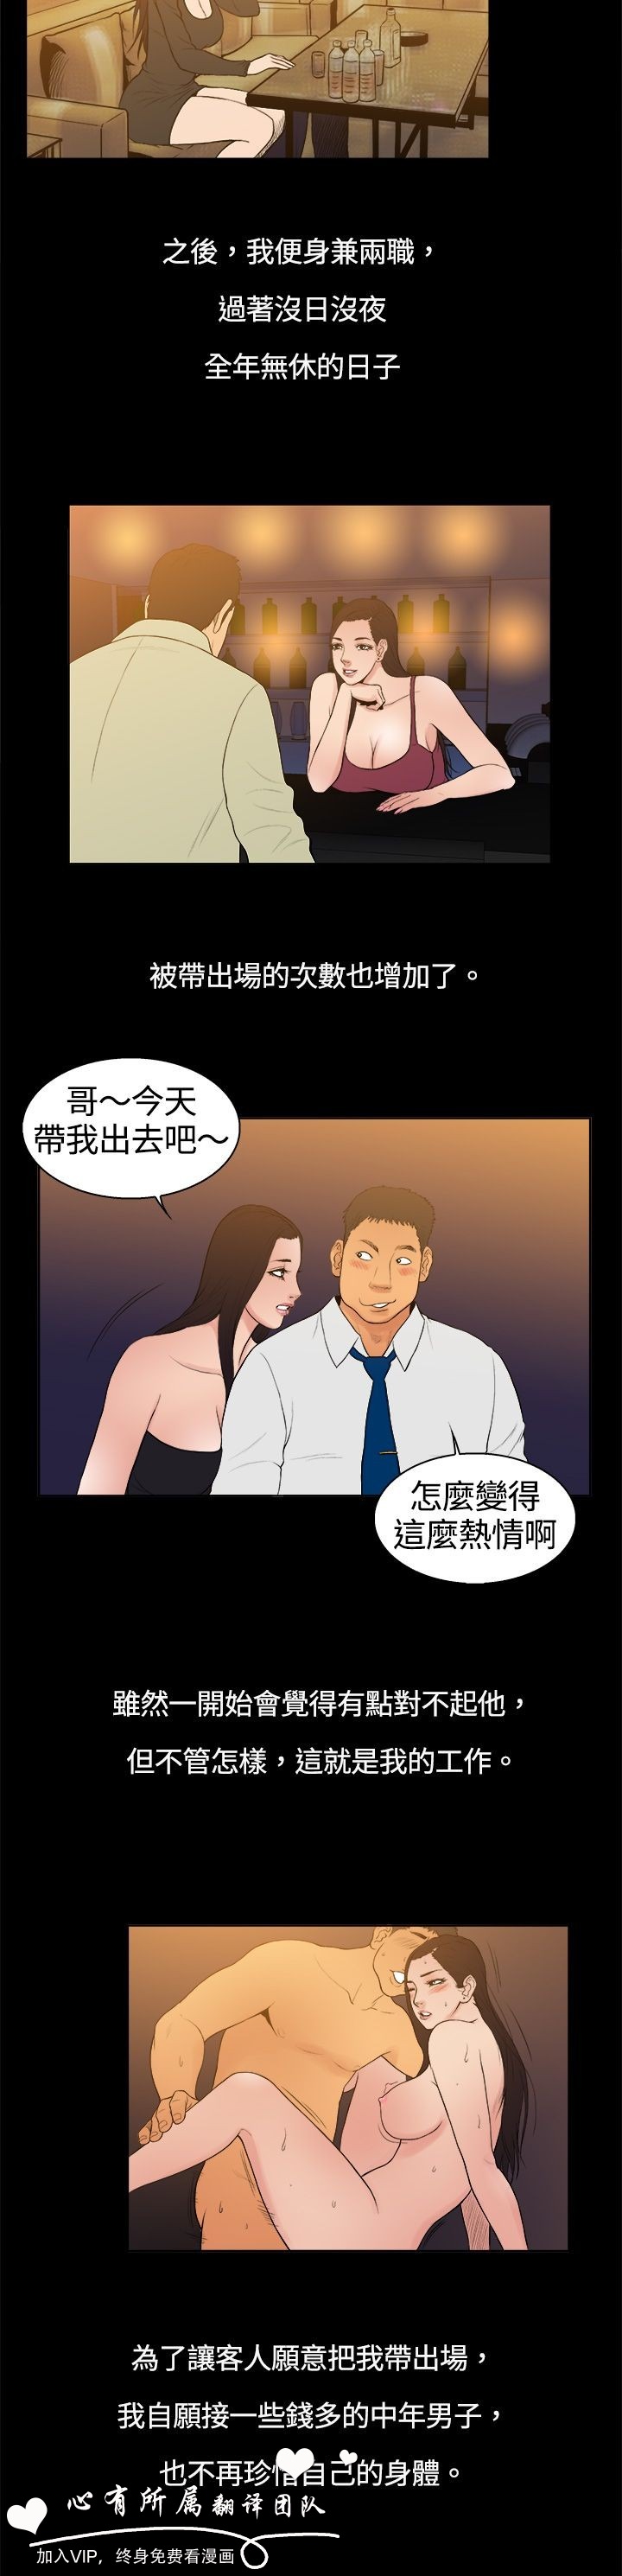 之後，我便身兼兩職，
過著沒日沒夜
全年無休的日子
被帶出場的次數也增加了。
哥～今天
帶我出去吧～
怎麼變得
這麼熱情啊
雖然一開始會覺得有點對不起他，
但不管怎樣，這就是我的工作。
為了讓客人願意把我帶出場，
我自願接一些錢多的中年男子，
也不再珍惜自己的身體。
心有所属翻译团队
加入VIP，终身免费看漫画